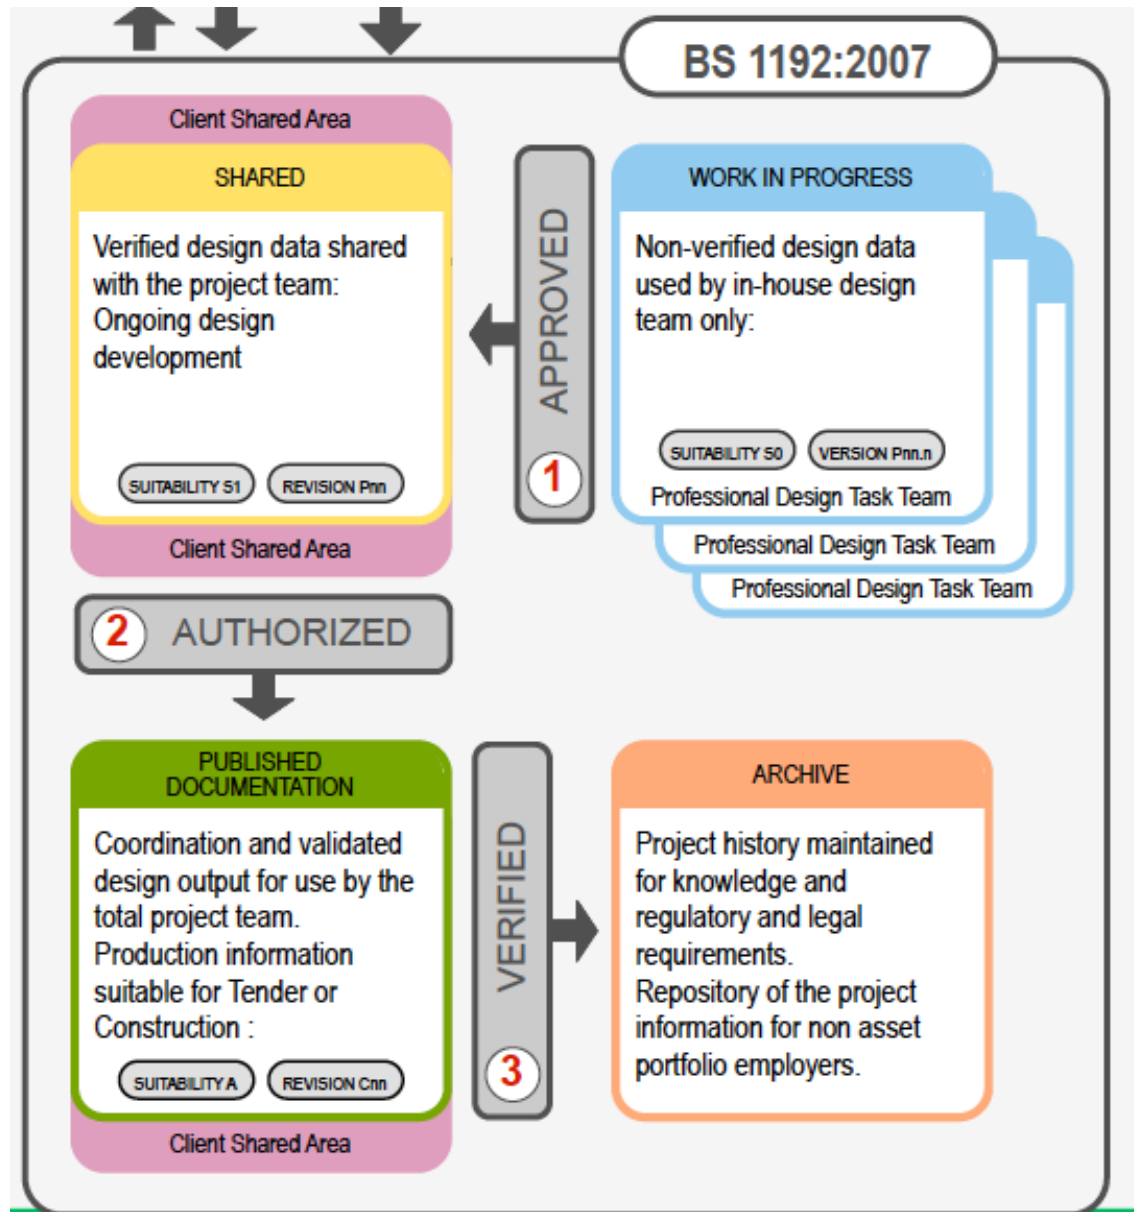 BS 1192:2007
Client Shared Area
SHARED
Verified design data shared
with the project team:
Ongoing design
development
SUITABILITY S1
REVISION Pnn
Client Shared Area
APPROVED
1
WORK IN PROGRESS
Non-verified design data
used by in-house design
team only:
SUITABILITY S0
VERSION Pnn.n
Professional Design Task Team
Professional Design Task Team
Professional Design Task Team
2
AUTHORIZED
PUBLISHED
DOCUMENTATION
Coordination and validated
design output for use by the
total project team.
Production information
suitable for Tender or
Construction :
SUITABILITY A
REVISION Cnn
Client Shared Area
VERIFIED
3
ARCHIVE
Project history maintained
for knowledge and
regulatory and legal
requirements.
Repository of the project
information for non asset
portfolio employers.